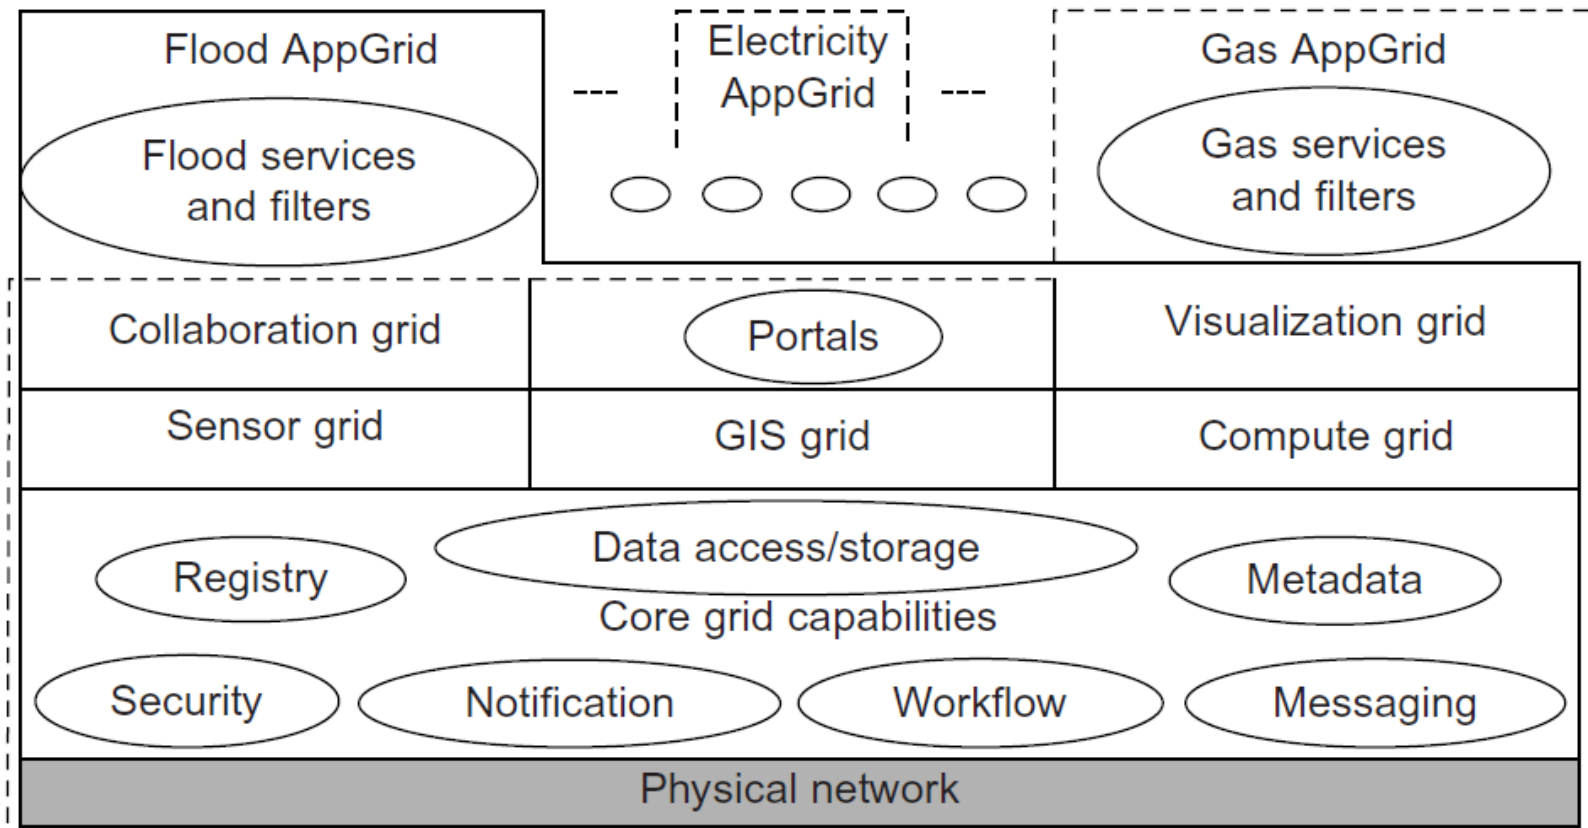 Flood AppGrid
Electricity
AppGrid
Gas AppGrid
Flood services
and filters
Gas services
and filters
Collaboration grid
Portals
Visualization grid
Sensor grid
GIS grid
Compute grid
Data access/storage
Registry
Metadata
Core grid capabilities
Security
Notification
Workflow
Messaging
Physical network